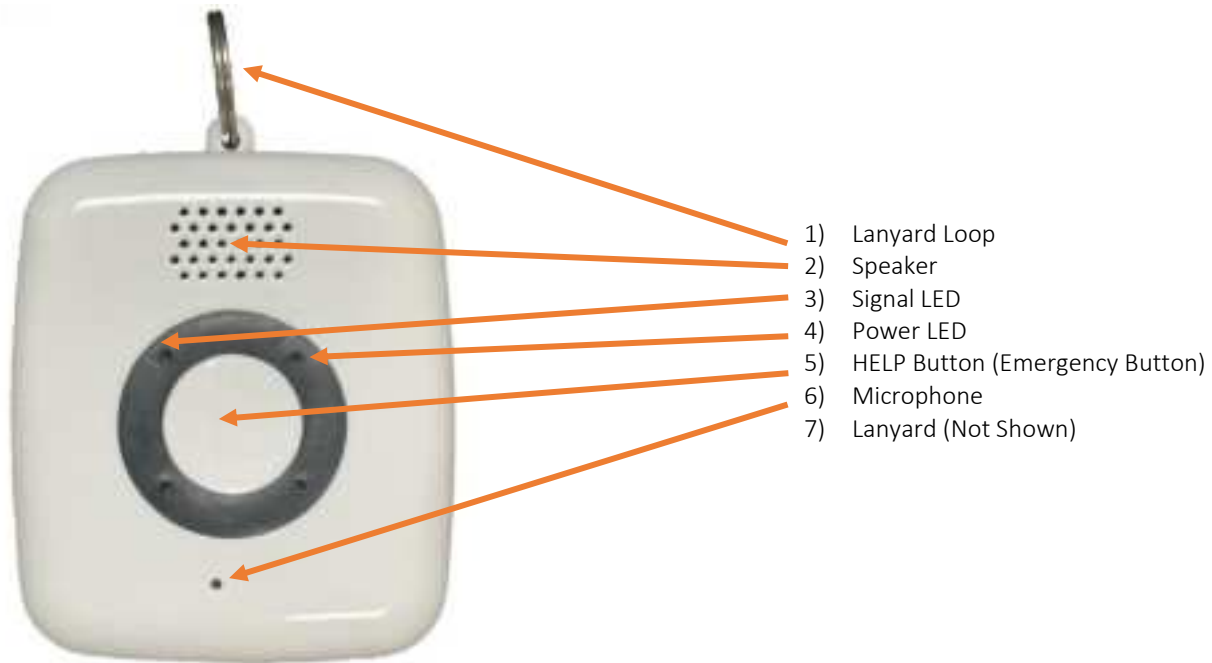 1) Lanyard Loop
2) Speaker
3) Signal LED
4) Power LED
5) HELP Button (Emergency Button)
6) Microphone
7) Lanyard (Not Shown)